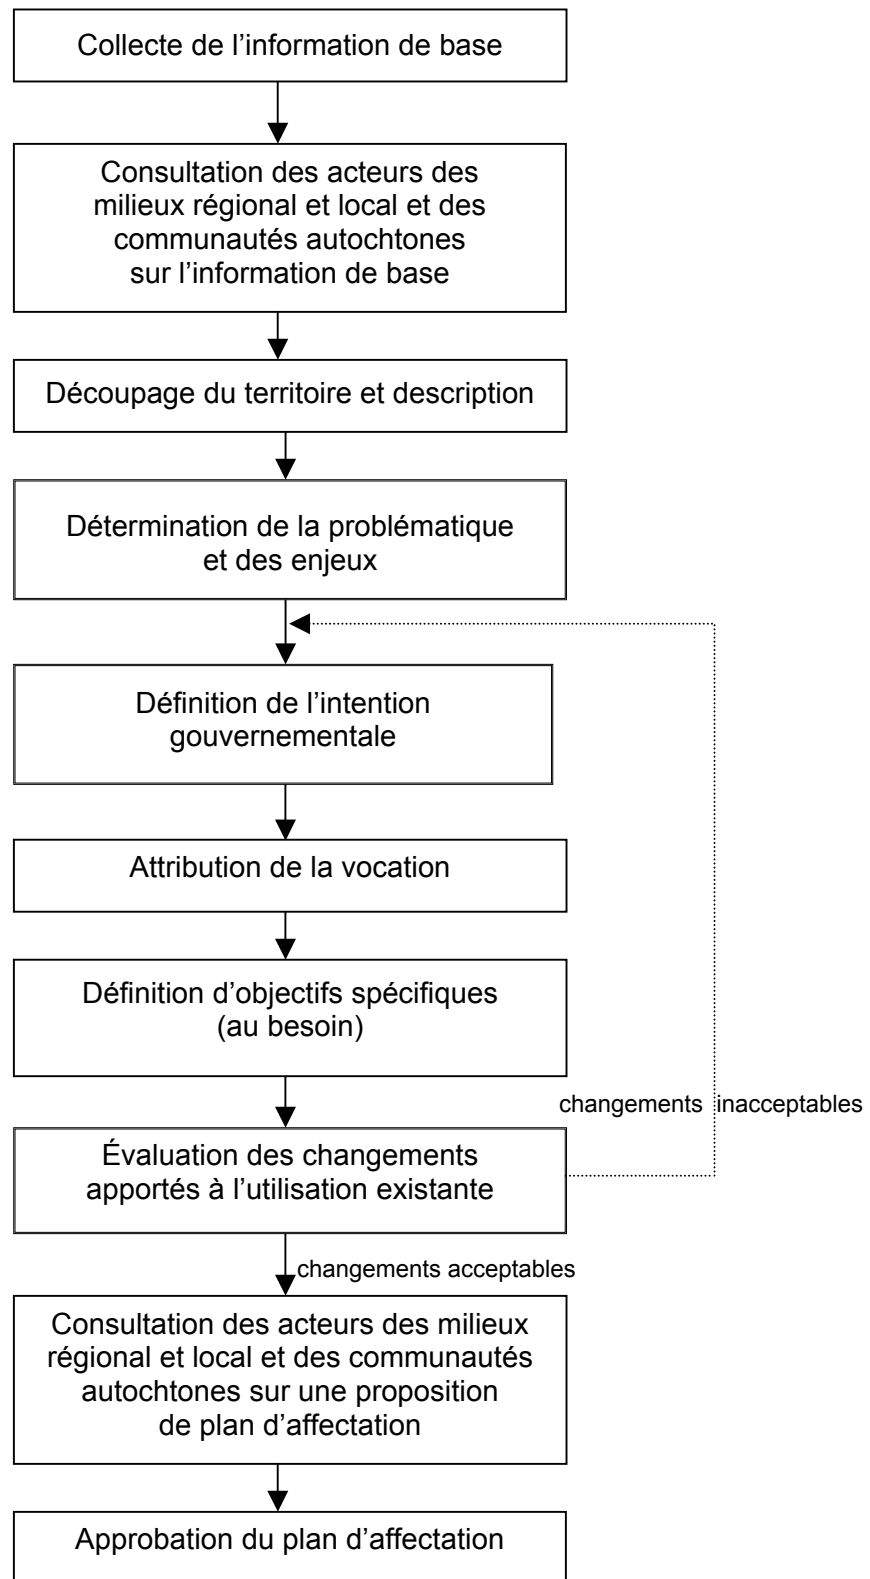 Collecte de l’information de base
Consultation des acteurs des
milieux régional et local et des
communautés autochtones
sur l’information de base
Découpage du territoire et description
Détermination de la problématique
et des enjeux
Définition de l’intention
gouvernementale
Attribution de la vocation
Définition d’objectifs spécifiques
(au besoin)
changements inacceptables
Évaluation des changements
apportés à l’utilisation existante
changements acceptables
Consultation des acteurs des milieux
régional et local et des communautés
autochtones sur une proposition
de plan d’affectation
Approbation du plan d’affectation